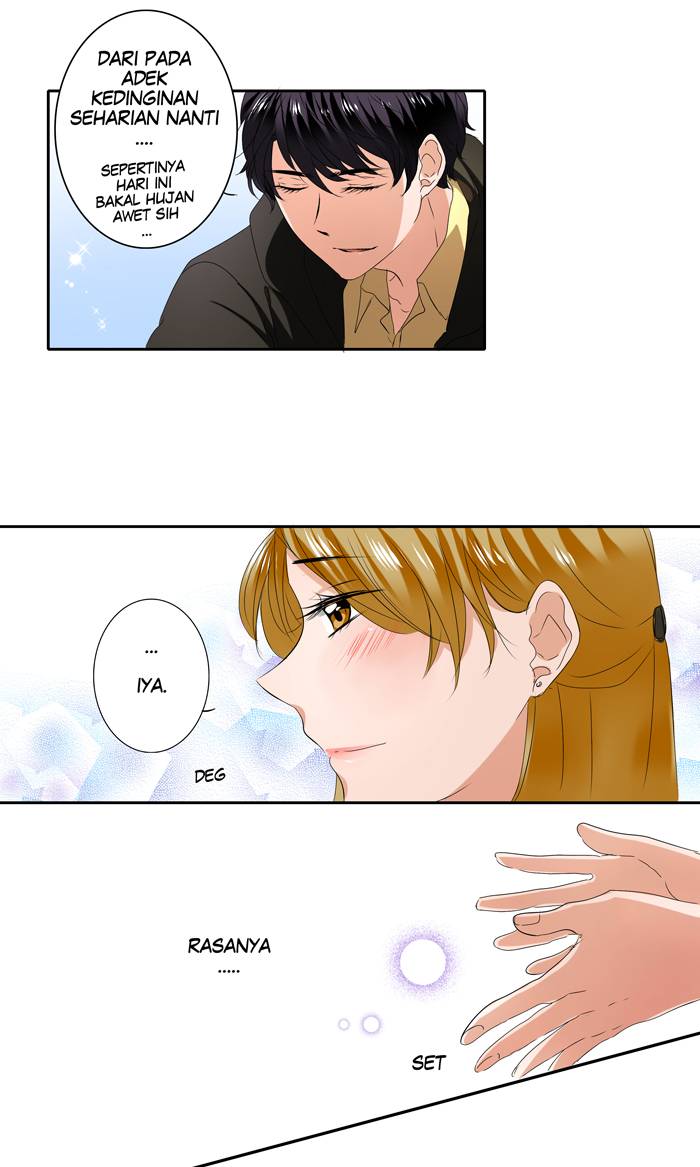 DARI PADA
ADEK
KEDINGINAN
SEHARIAN NANTI
....
SEPERTINYA
HARI INI
BAKAL HUJAN
AWET SIH
...
...
IYA.
DEG
RASANYA
.....
SET